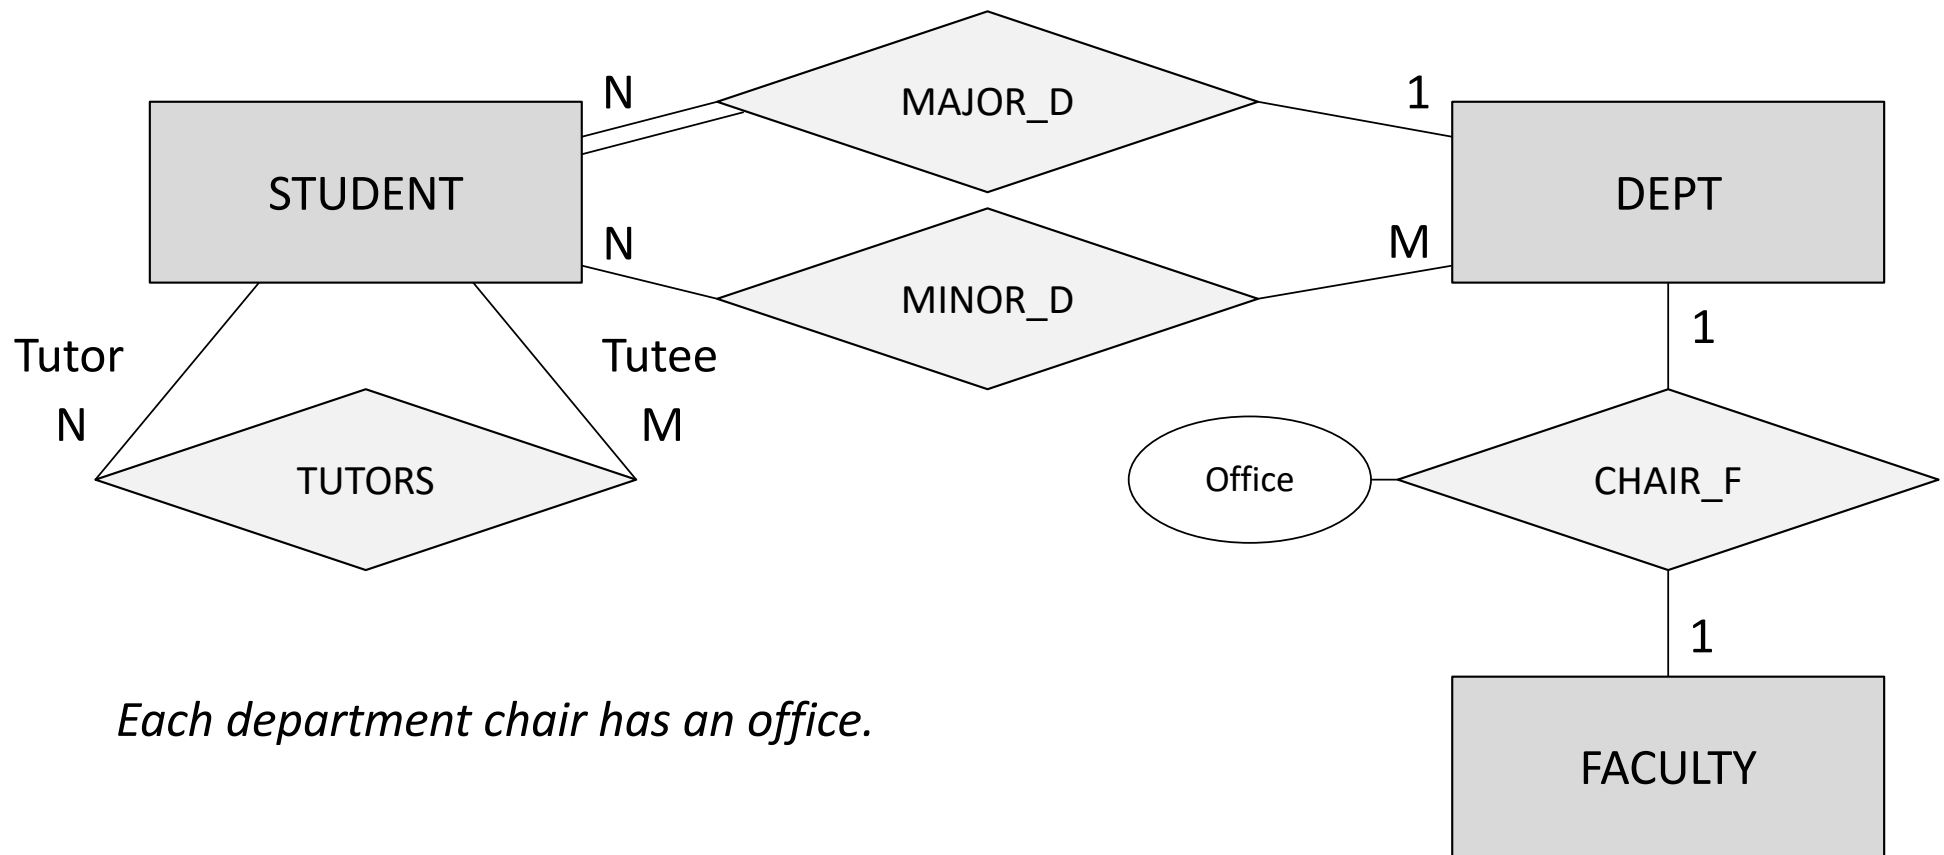 N
MAJOR_D
1
STUDENT
DEPT
N
MINOR_D
M
Tutor
Tutee
1
N
M
TUTORS
Office
CHAIR_F
1
Each department chair has an office.
FACULTY